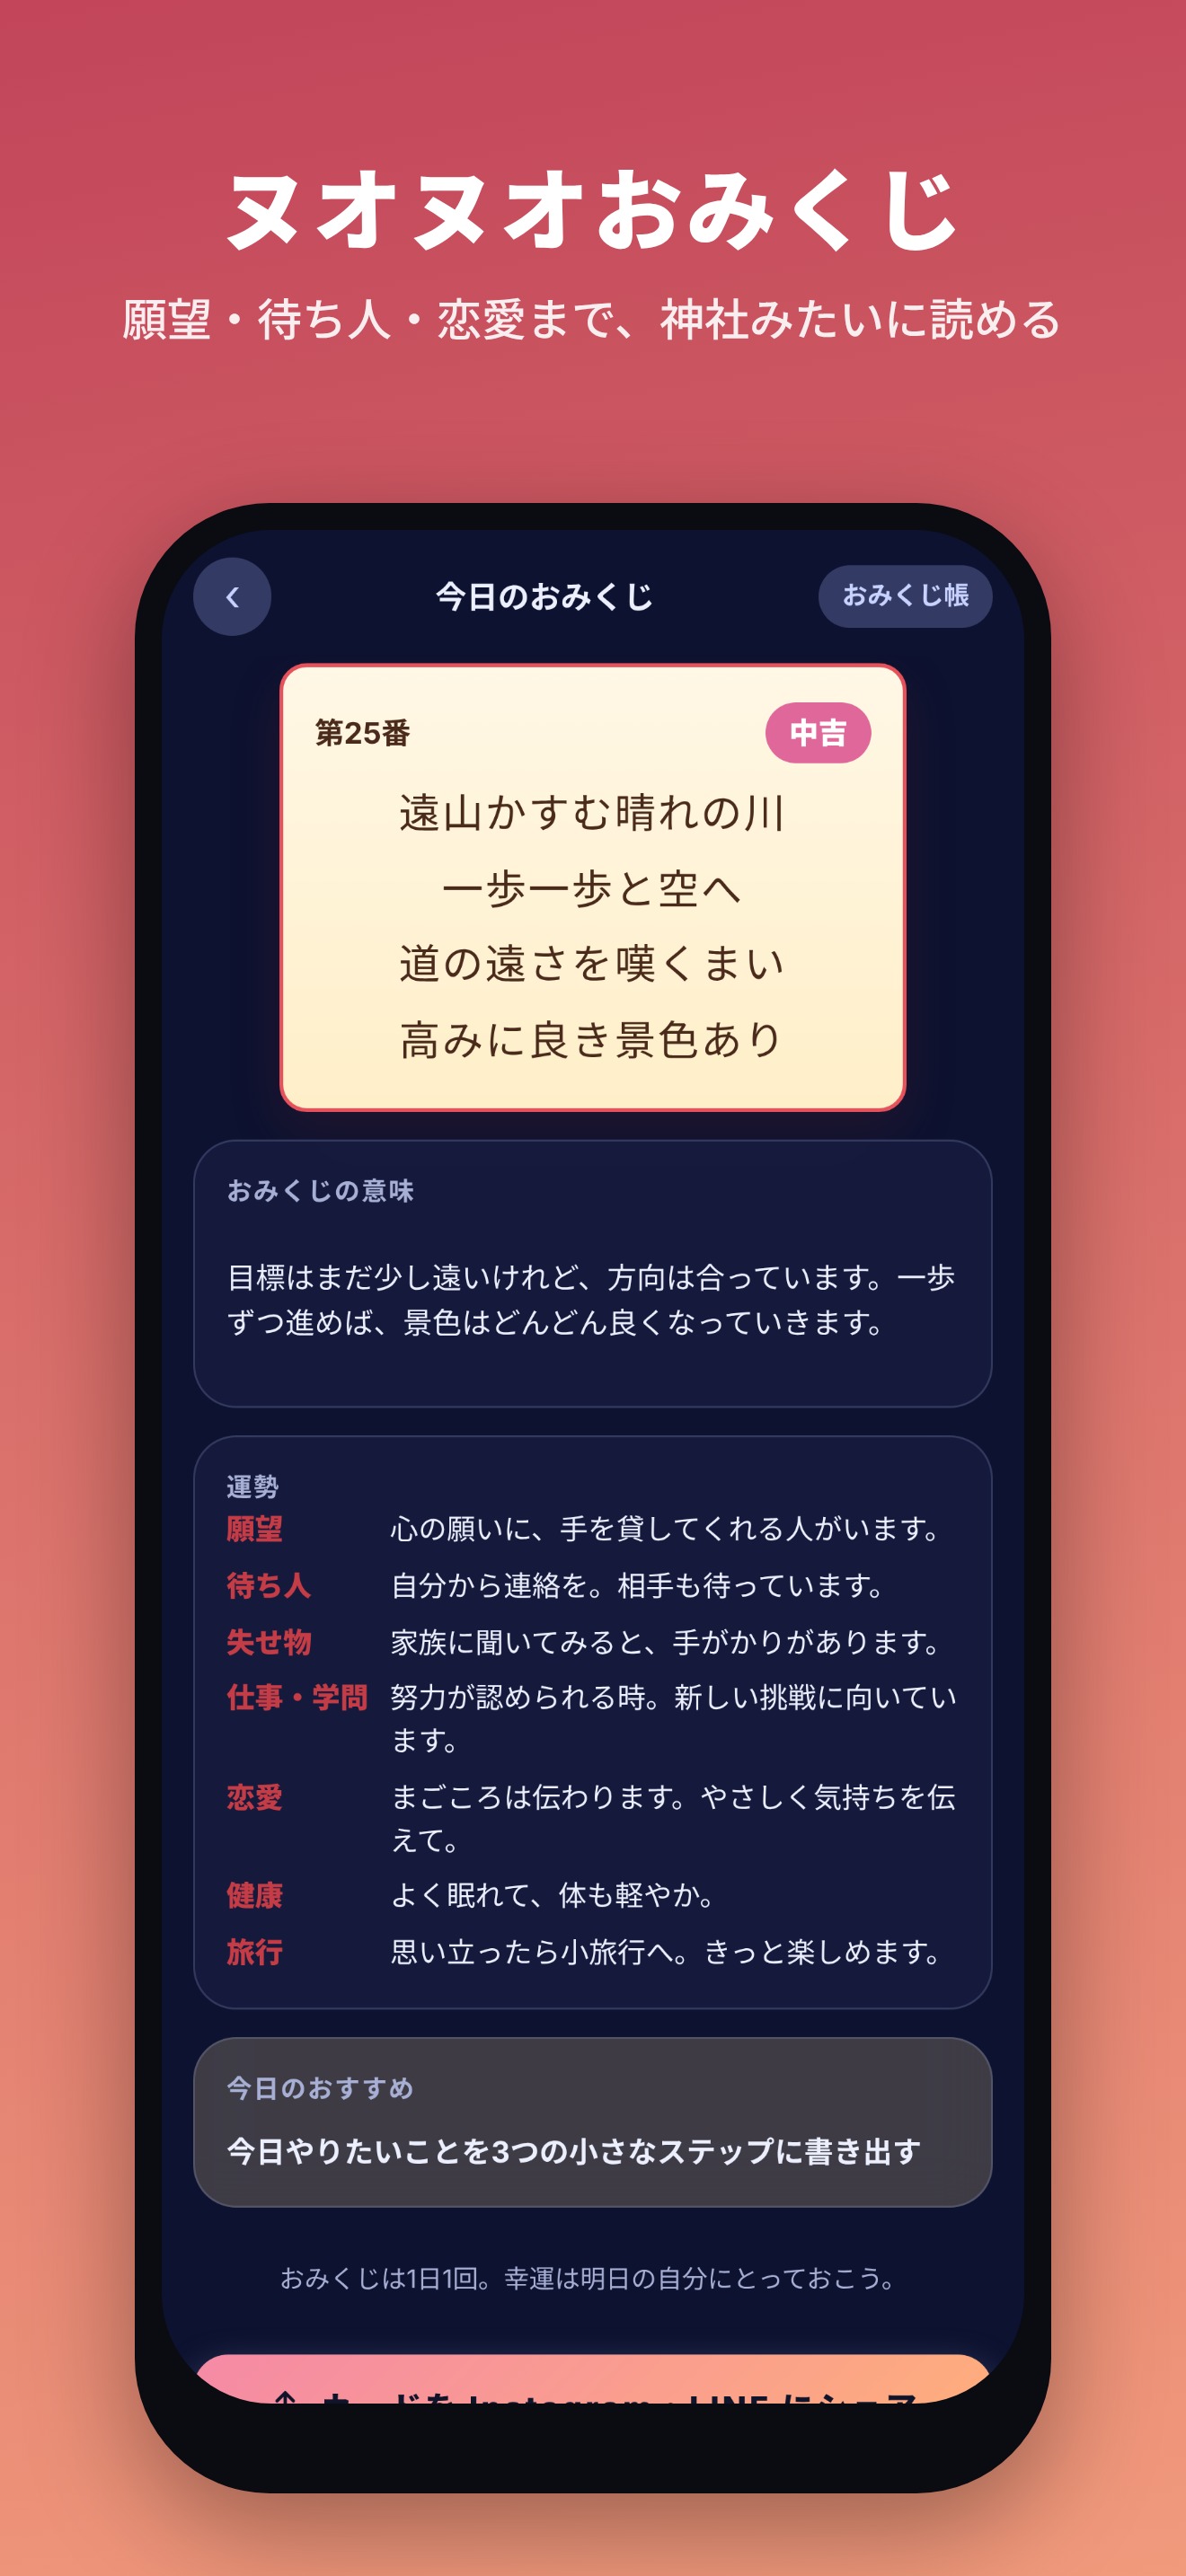 ヌオヌオおみくじ
願望・待ち人・恋愛まで、神社みたいに読める
今日のおみくじ
おみくじ帳
第25番
中吉
遠山かすむ晴れの川
一歩一歩と空へ
道の遠さを嘆くまい
高みに良き景色あり
おみくじの意味
目標はまだ少し遠いけれど、方向は合っています。一歩
ずつ進めば、景色はどんどん良くなっていきます。
運勢
願望 心の願いに、手を貸してくれる人がいます。
待ち人 自分から連絡を。相手も待っています。
失せ物 家族に聞いてみると、手がかりがあります。
仕事・学問 努力が認められる時。新しい挑戦に向いてい
ます。
恋愛 まごころは伝わります。やさしく気持ちを伝
えて。
健康 よく眠れて、体も軽やか。
旅行 思い立ったら小旅行へ。きっと楽しめます。
今日のおすすめ
今日やりたいことを3つの小さなステップに書き出す
おみくじは1日1回。幸運は明日の自分にとっておこう。
カードを Instagram・LINE にシェア